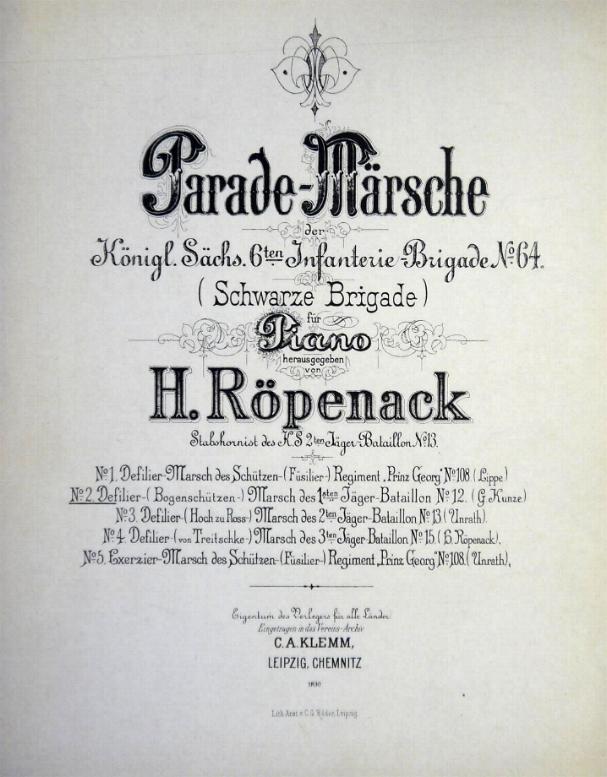 Parade-Märsche
der
Königl. Sächs. 6ten Infanterie-Brigade No. 64.
(Schwarze Brigade)
für
Piano
herausgegeben
von
H. Röpenack
Stabshornist des K.S. 2ten Jäger-Bataillon No. 13.
No. 1. Defilier-Marsch des Schützen-(Füsilier-) Regiment „Prinz Georg" No. 108. (Lippe)
No. 2. Defilier-(Bogenschützen-) Marsch des 1sten Jäger-Bataillon No. 12. (G. Kunze)
No. 3. Defilier-(Hoch zu Ross-) Marsch des 2ten Jäger-Bataillon No. 13 (Unrath).
No. 4. Defilier-(von Treitschke-) Marsch des 3ten Jäger-Bataillon No. 15. (H. Röpenack).
No. 5. Exerzier-Marsch des Schützen-(Füsilier-) Regiment „Prinz Georg" No. 108. (Unrath).
Eigentum des Verlegers für alle Länder
Eingetragen in das Vereins-Archiv
C. A. KLEMM,
LEIPZIG, CHEMNITZ
Lith. Anst. v. C. G. Röder, Leipzig.